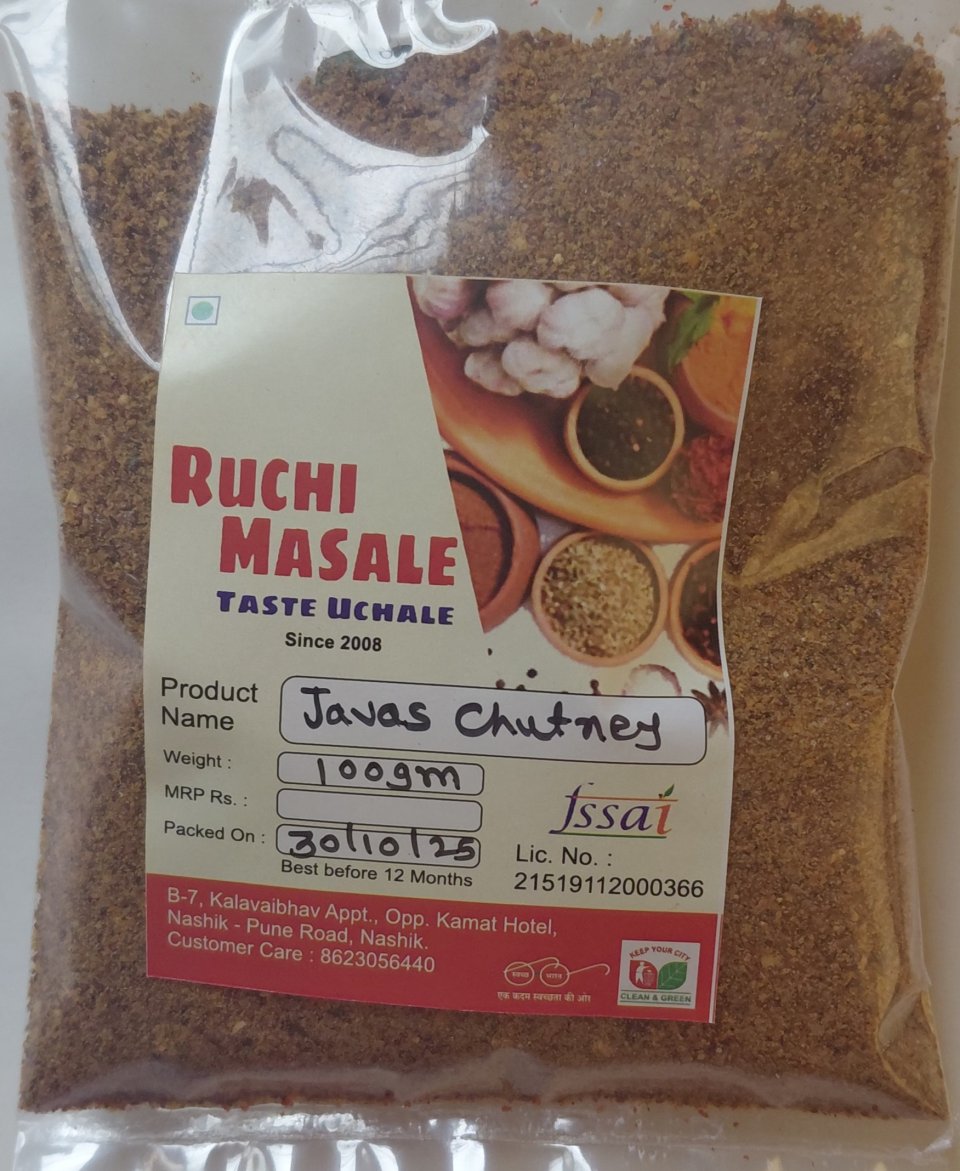 RUCHI
MASALE
TASTE UCHALE
Since 2008
Product Name Javas Chutney
Weight : 100gm
MRP Rs. :
Packed On : 30/10/25
Best before 12 Months
fssai
Lic. No. :
21519112000366
B-7, Kalavaibhav Appt., Opp. Kamat Hotel,
Nashik - Pune Road, Nashik.
Customer Care : 8623056440
स्वच्छ भारत
एक कदम स्वच्छता की ओर
KEEP YOUR CITY
CLEAN & GREEN